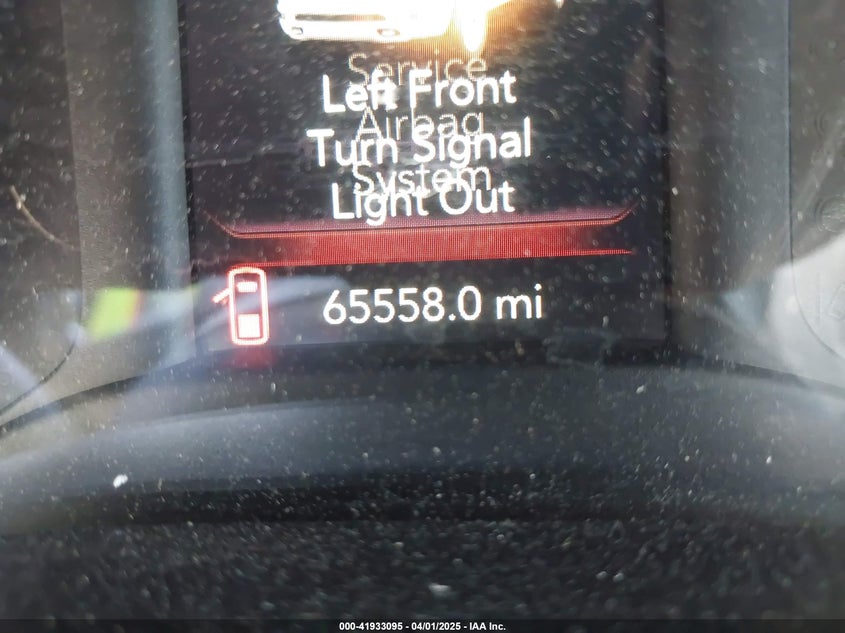 Service
Left Front
Airbag
Turn Signal
System
Light Out
65558.0 mi
000-41933095 - 04/01/2025 - IAA Inc.